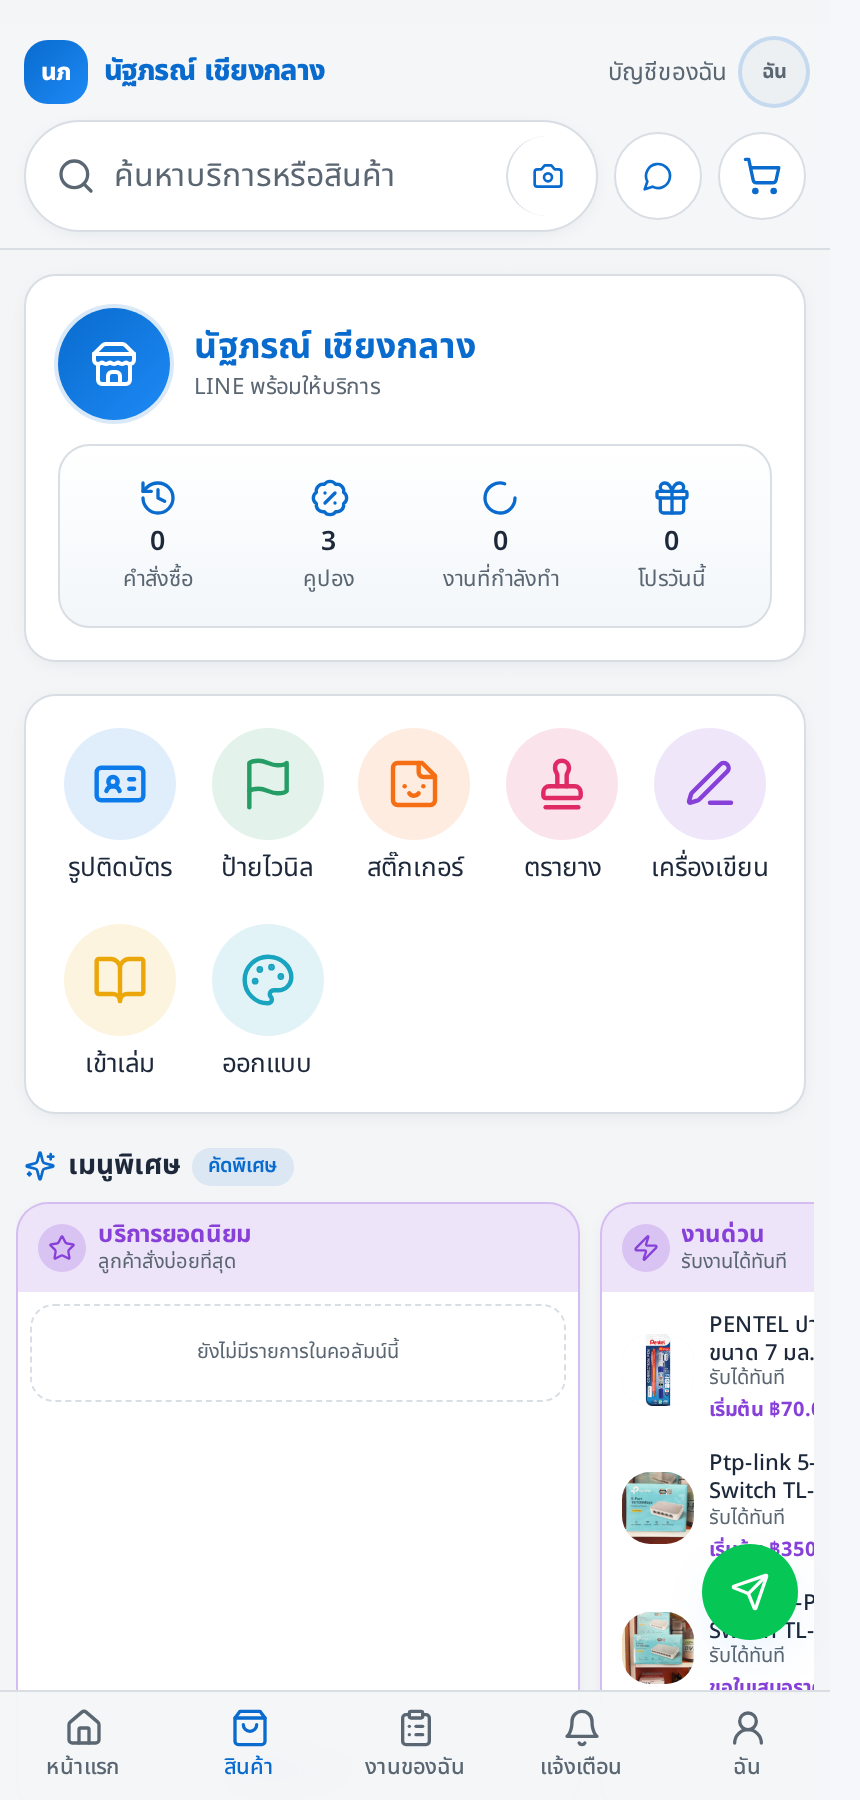 นภ นัฐภรณ์ เชียงกลาง บัญชีของฉัน ฉัน
ค้นหาบริการหรือสินค้า
นัฐภรณ์ เชียงกลาง
LINE พร้อมให้บริการ
0 3 0 0
คำสั่งซื้อ คูปอง งานที่กำลังทำ โปรวันนี้
รูปติดบัตร ป้ายไวนิล สติ๊กเกอร์ ตรายาง เครื่องเขียน
เข้าเล่ม ออกแบบ
เมนูพิเศษ คัดพิเศษ
บริการยอดนิยม
ลูกค้าสั่งบ่อยที่สุด
ยังไม่มีรายการในคอลัมน์นี้
งานด่วน
รับงานได้ทันที
PENTEL
ขนาด 7 มล.
รับได้ทันที
เริ่มต้น ฿70.
Ptp-link 5-
Switch TL-
รับได้ทันที
฿350
TL-
รับได้ทันที
หน้าแรก สินค้า งานของฉัน แจ้งเตือน ฉัน